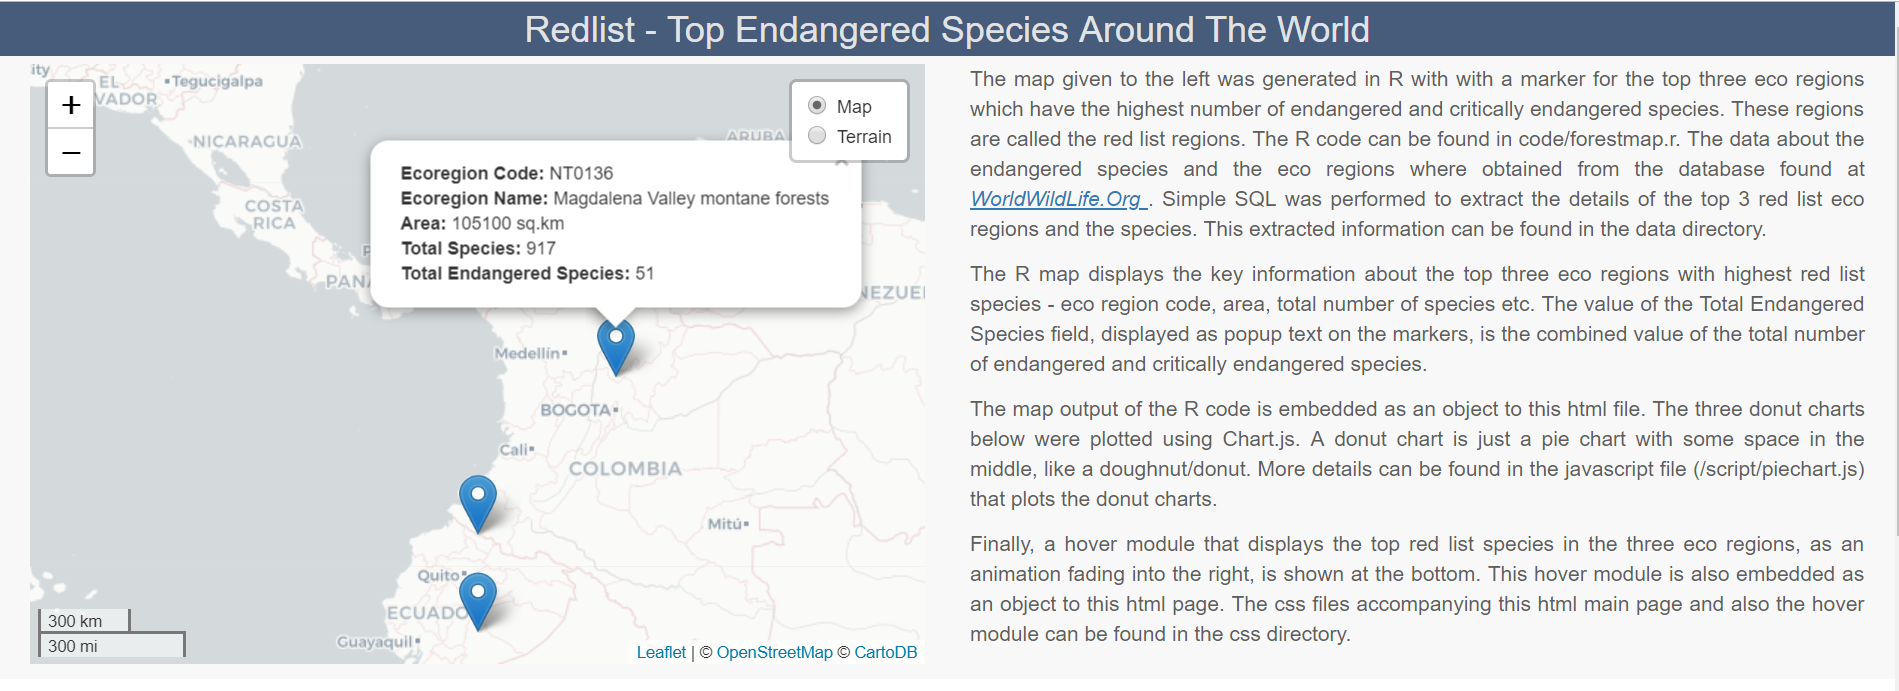 Redlist - Top Endangered Species Around The World
ity
EL
VADOR
Tegucigalpa
NICARAGUA
COSTA
RICA
PAN
ARUBA
NEZUE
+
−
Map
Terrain
Ecoregion Code: NT0136
Ecoregion Name: Magdalena Valley montane forests
Area: 105100 sq.km
Total Species: 917
Total Endangered Species: 51
Medellín
BOGOTA
Cali
COLOMBIA
Mitú
Quito
ECUADO
Guayaquil
300 km
300 mi
Leaflet | © OpenStreetMap © CartoDB
The map given to the left was generated in R with with a marker for the top three eco regions
which have the highest number of endangered and critically endangered species. These regions
are called the red list regions. The R code can be found in code/forestmap.r. The data about the
endangered species and the eco regions where obtained from the database found at
WorldWildLife.Org . Simple SQL was performed to extract the details of the top 3 red list eco
regions and the species. This extracted information can be found in the data directory.
The R map displays the key information about the top three eco regions with highest red list
species - eco region code, area, total number of species etc. The value of the Total Endangered
Species field, displayed as popup text on the markers, is the combined value of the total number
of endangered and critically endangered species.
The map output of the R code is embedded as an object to this html file. The three donut charts
below were plotted using Chart.js. A donut chart is just a pie chart with some space in the
middle, like a doughnut/donut. More details can be found in the javascript file (/script/piechart.js)
that plots the donut charts.
Finally, a hover module that displays the top red list species in the three eco regions, as an
animation fading into the right, is shown at the bottom. This hover module is also embedded as
an object to this html page. The css files accompanying this html main page and also the hover
module can be found in the css directory.